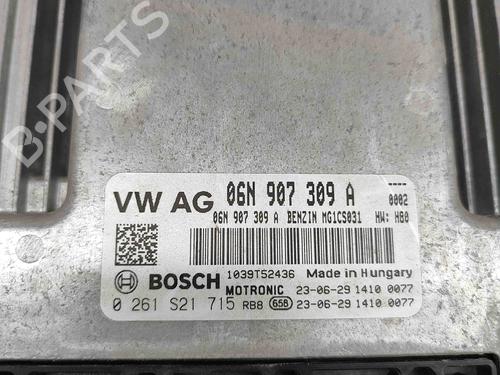 B-PARTS
VW AG 06N 907 309 A ----
06N 907 309 A BENZIN MG1CS031 0002
HW: H80
BOSCH 1039T52436 Made in Hungary
MOTRONIC 23-06-29 1410 0077
0 261 S21 715 RB8 658 23-06-29 1410 0077